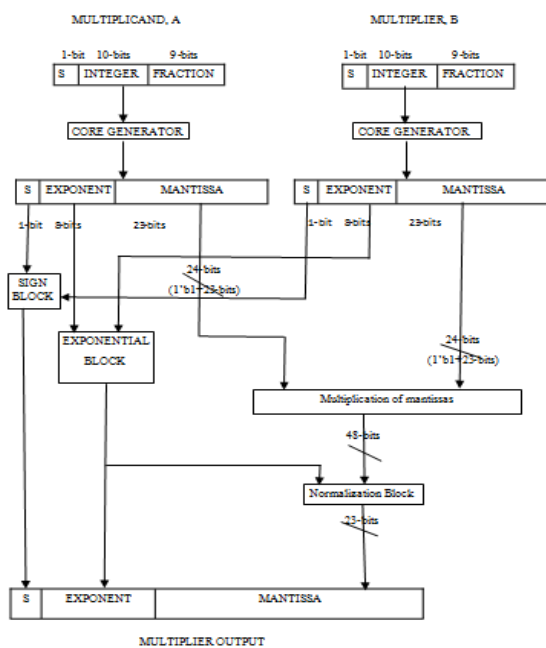 MULTIPLICAND, A
MULTIPLIER, B
1-bit 10-bits 9-bits
1-bit 10-bits 9-bits
S INTEGER FRACTION
S INTEGER FRACTION
CORE GENERATOR
CORE GENERATOR
S EXPONENT MANTISSA
S EXPONENT MANTISSA
1-bit 8-bits 23-bits
1-bit 8-bits 23-bits
24-bits
(1'b1+23-bits)
SIGN
BLOCK
EXPONENTIAL
BLOCK
24-bits
(1'b1+23-bits)
Multiplication of mantissas
48-bits
Normalization Block
23-bits
S EXPONENT MANTISSA
MULTIPLIER OUTPUT